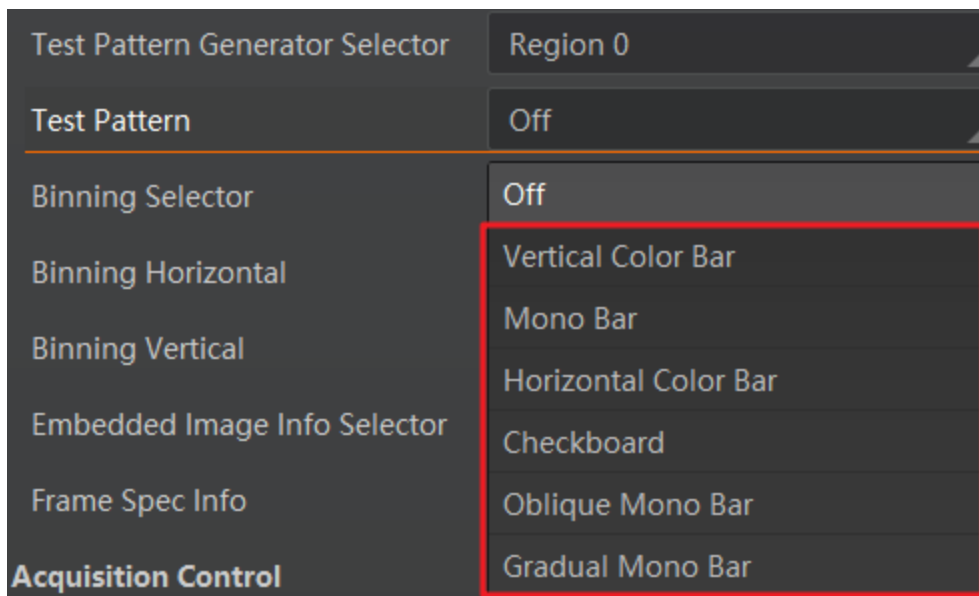 Test Pattern Generator Selector Region 0
Test Pattern Off
Binning Selector Off
Binning Horizontal Vertical Color Bar
Mono Bar
Binning Vertical Horizontal Color Bar
Embedded Image Info Selector Checkboard
Frame Spec Info Oblique Mono Bar
Acquisition Control Gradual Mono Bar